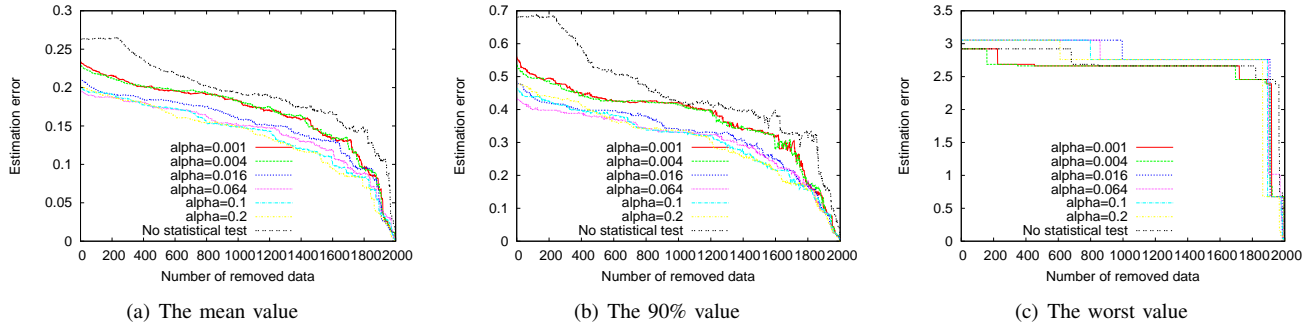 0.3
0.25
0.2
0.15
0.1
0.05
0
Estimation error
alpha=0.001
alpha=0.004
alpha=0.016
alpha=0.064
alpha=0.1
alpha=0.2
No statistical test
0 200 400 600 800 1000 1200 1400 1600 1800 2000
Number of removed data
(a) The mean value
0.7
0.6
0.5
0.4
0.3
0.2
0.1
0
Estimation error
alpha=0.001
alpha=0.004
alpha=0.016
alpha=0.064
alpha=0.1
alpha=0.2
No statistical test
0 200 400 600 800 1000 1200 1400 1600 1800 2000
Number of removed data
(b) The 90% value
3.5
3
2.5
2
1.5
1
0.5
0
Estimation error
alpha=0.001
alpha=0.004
alpha=0.016
alpha=0.064
alpha=0.1
alpha=0.2
No statistical test
0 200 400 600 800 1000 1200 1400 1600 1800 2000
Number of removed data
(c) The worst value